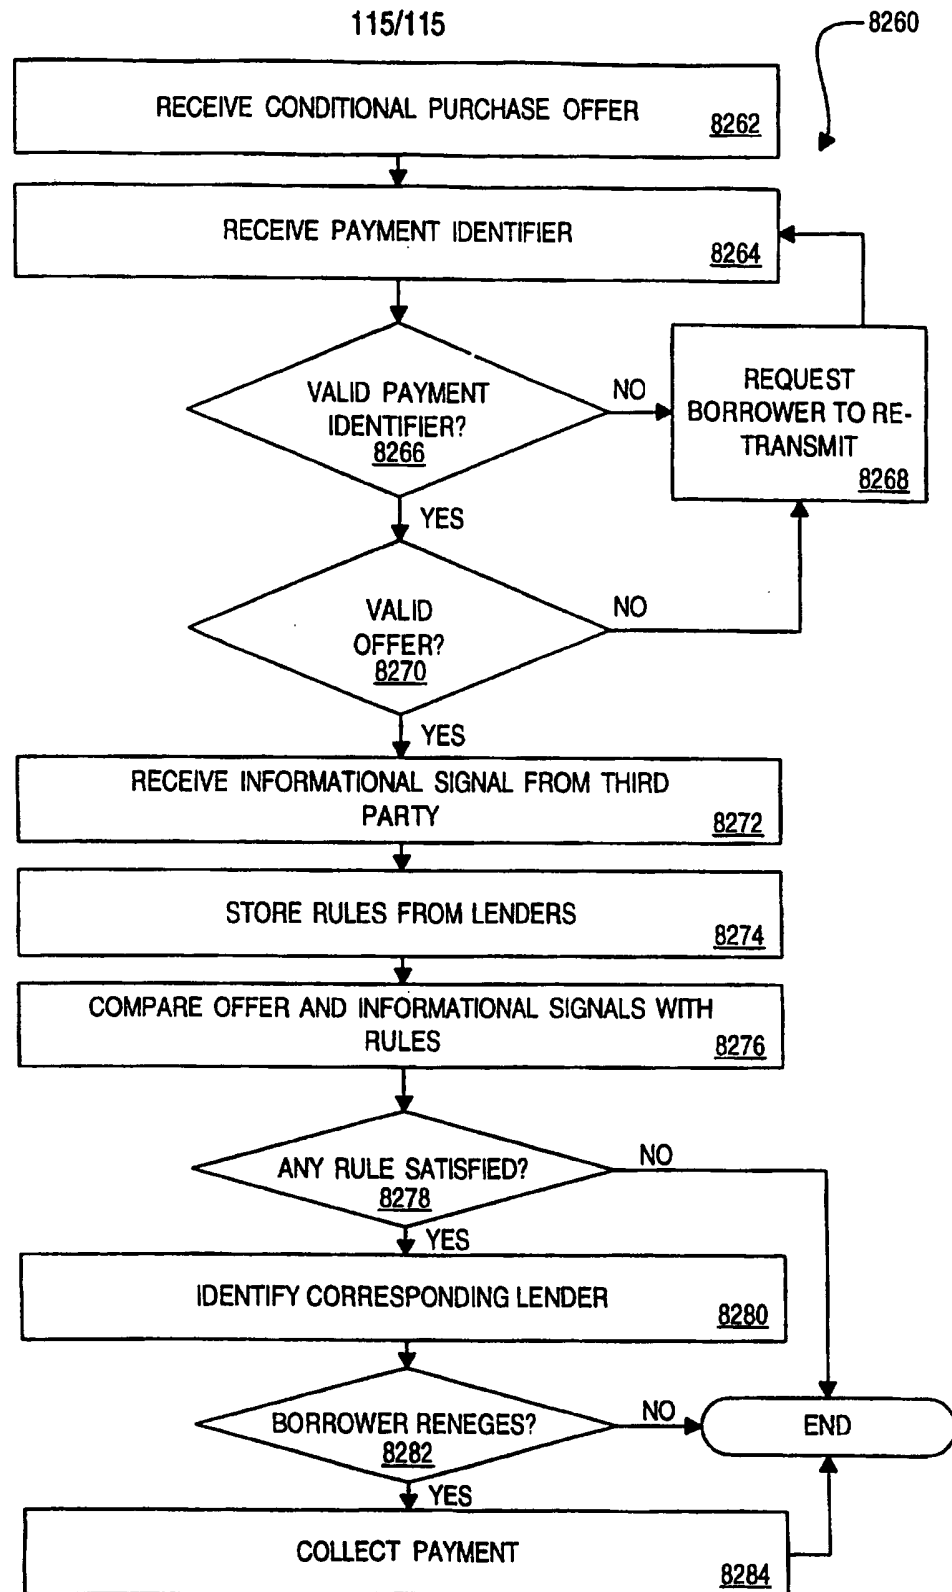 115/115
8260
RECEIVE CONDITIONAL PURCHASE OFFER
8262
RECEIVE PAYMENT IDENTIFIER
8264
VALID PAYMENT
IDENTIFIER?
8266
NO
REQUEST
BORROWER TO RE-
TRANSMIT
8268
YES
VALID
OFFER?
8270
NO
YES
RECEIVE INFORMATIONAL SIGNAL FROM THIRD
PARTY
8272
STORE RULES FROM LENDERS
8274
COMPARE OFFER AND INFORMATIONAL SIGNALS WITH
RULES
8276
ANY RULE SATISFIED?
8278
NO
YES
IDENTIFY CORRESPONDING LENDER
8280
BORROWER RENEGES?
8282
NO
END
YES
COLLECT PAYMENT
8284